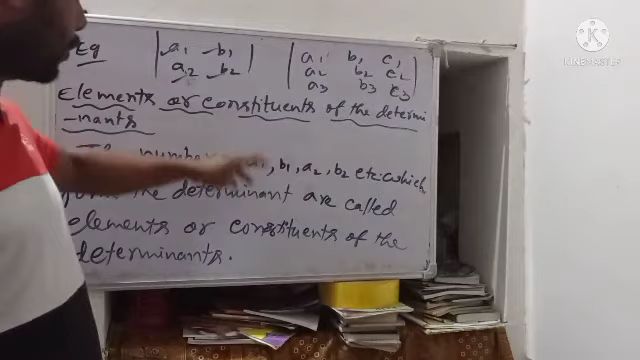 Eg | a1 b1 | | a1 b1 c1 |
| a2 b2 | | a2 b2 c2 |
| a3 b3 c3 |
Elements or constituents of the determi
-nants
The number a1, b1, a2, b2 etc. which
the determinant are called
elements or constituents of the
determinants.
K
KINEMASTER